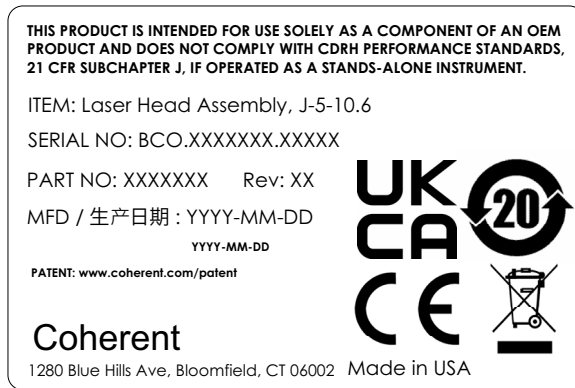 THIS PRODUCT IS INTENDED FOR USE SOLELY AS A COMPONENT OF AN OEM
PRODUCT AND DOES NOT COMPLY WITH CDRH PERFORMANCE STANDARDS,
21 CFR SUBCHAPTER J, IF OPERATED AS A STANDS-ALONE INSTRUMENT.
ITEM: Laser Head Assembly, J-5-10.6
SERIAL NO: BCO.XXXXXXX.XXXXX
PART NO: XXXXXXX Rev: XX
MFD / 生产日期 : YYYY-MM-DD
YYYY-MM-DD
PATENT: www.coherent.com/patent
UK
CA
20
CE
Coherent
1280 Blue Hills Ave, Bloomfield, CT 06002 Made in USA